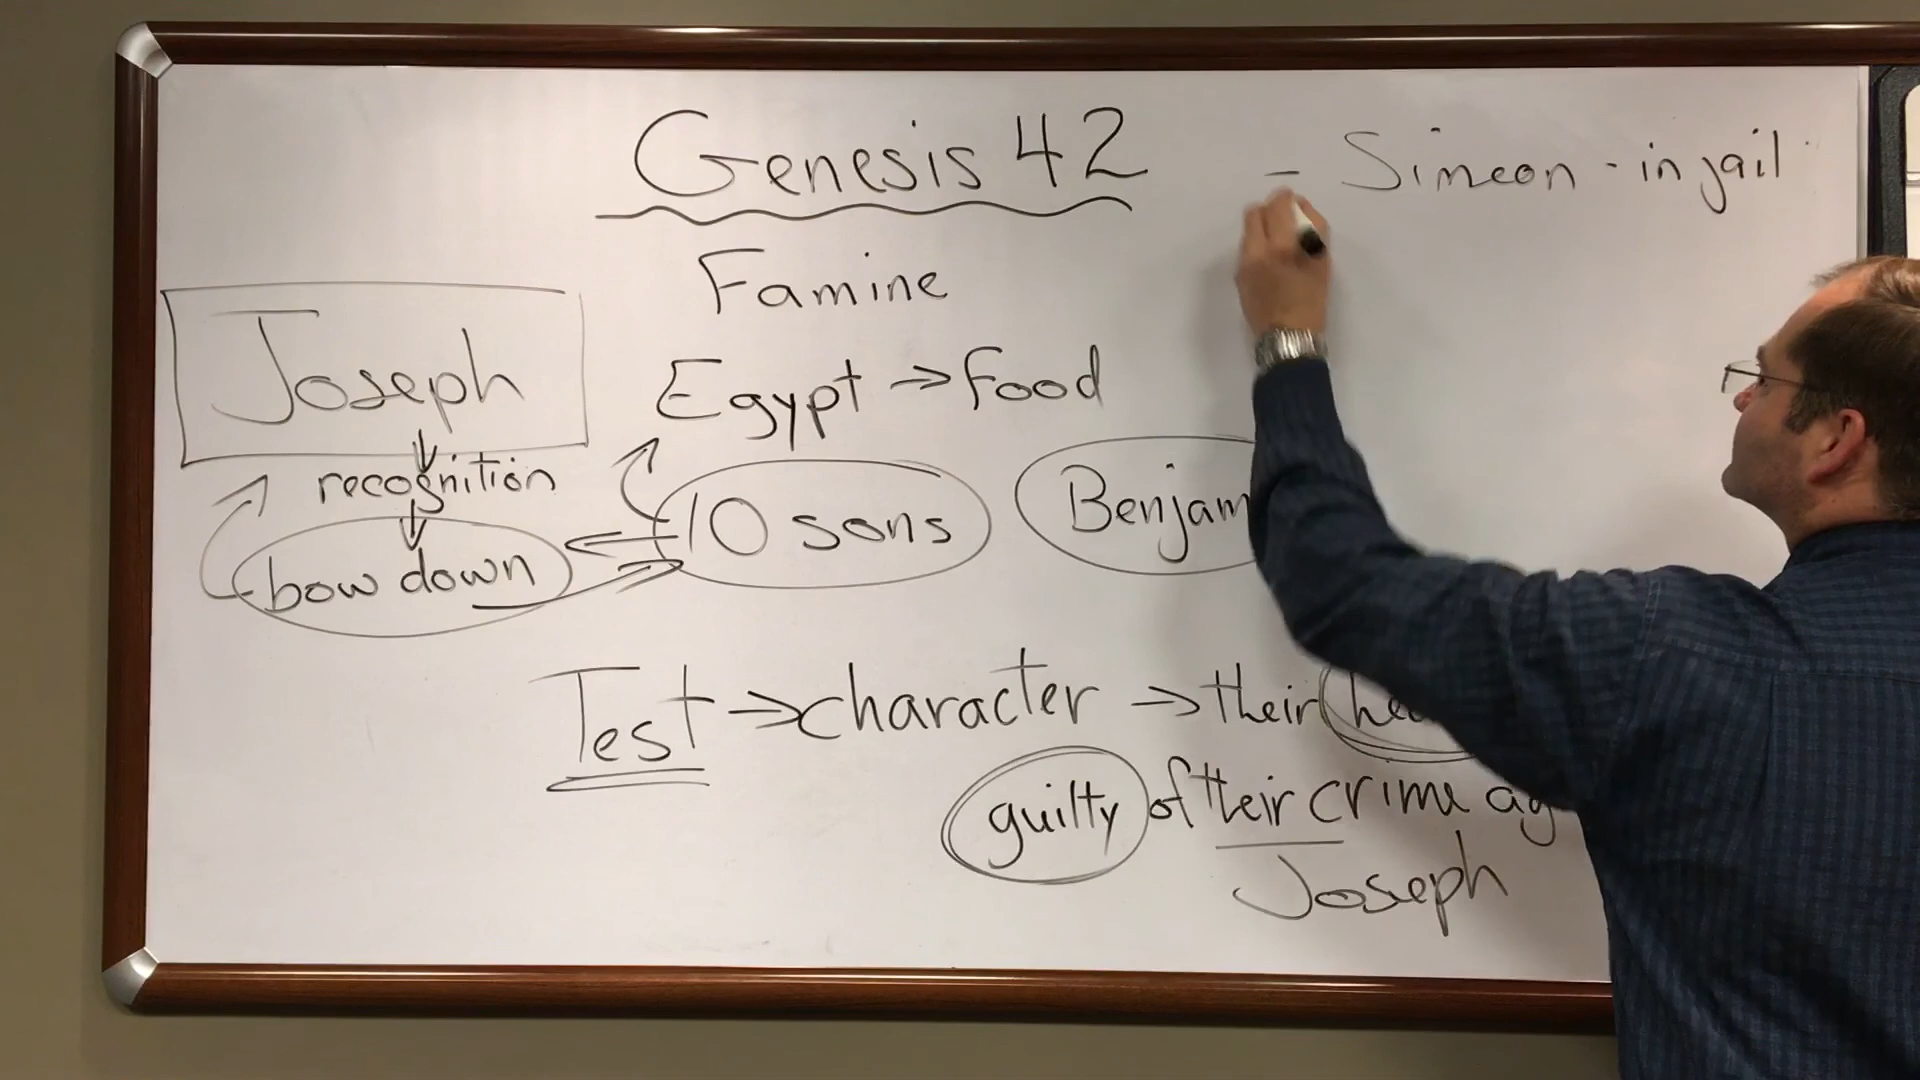 Genesis 42
- Simeon - in jail
Famine
Joseph
Egypt → Food
recognition
10 sons
bow down
Test → character → their
guilty of their crime
Joseph